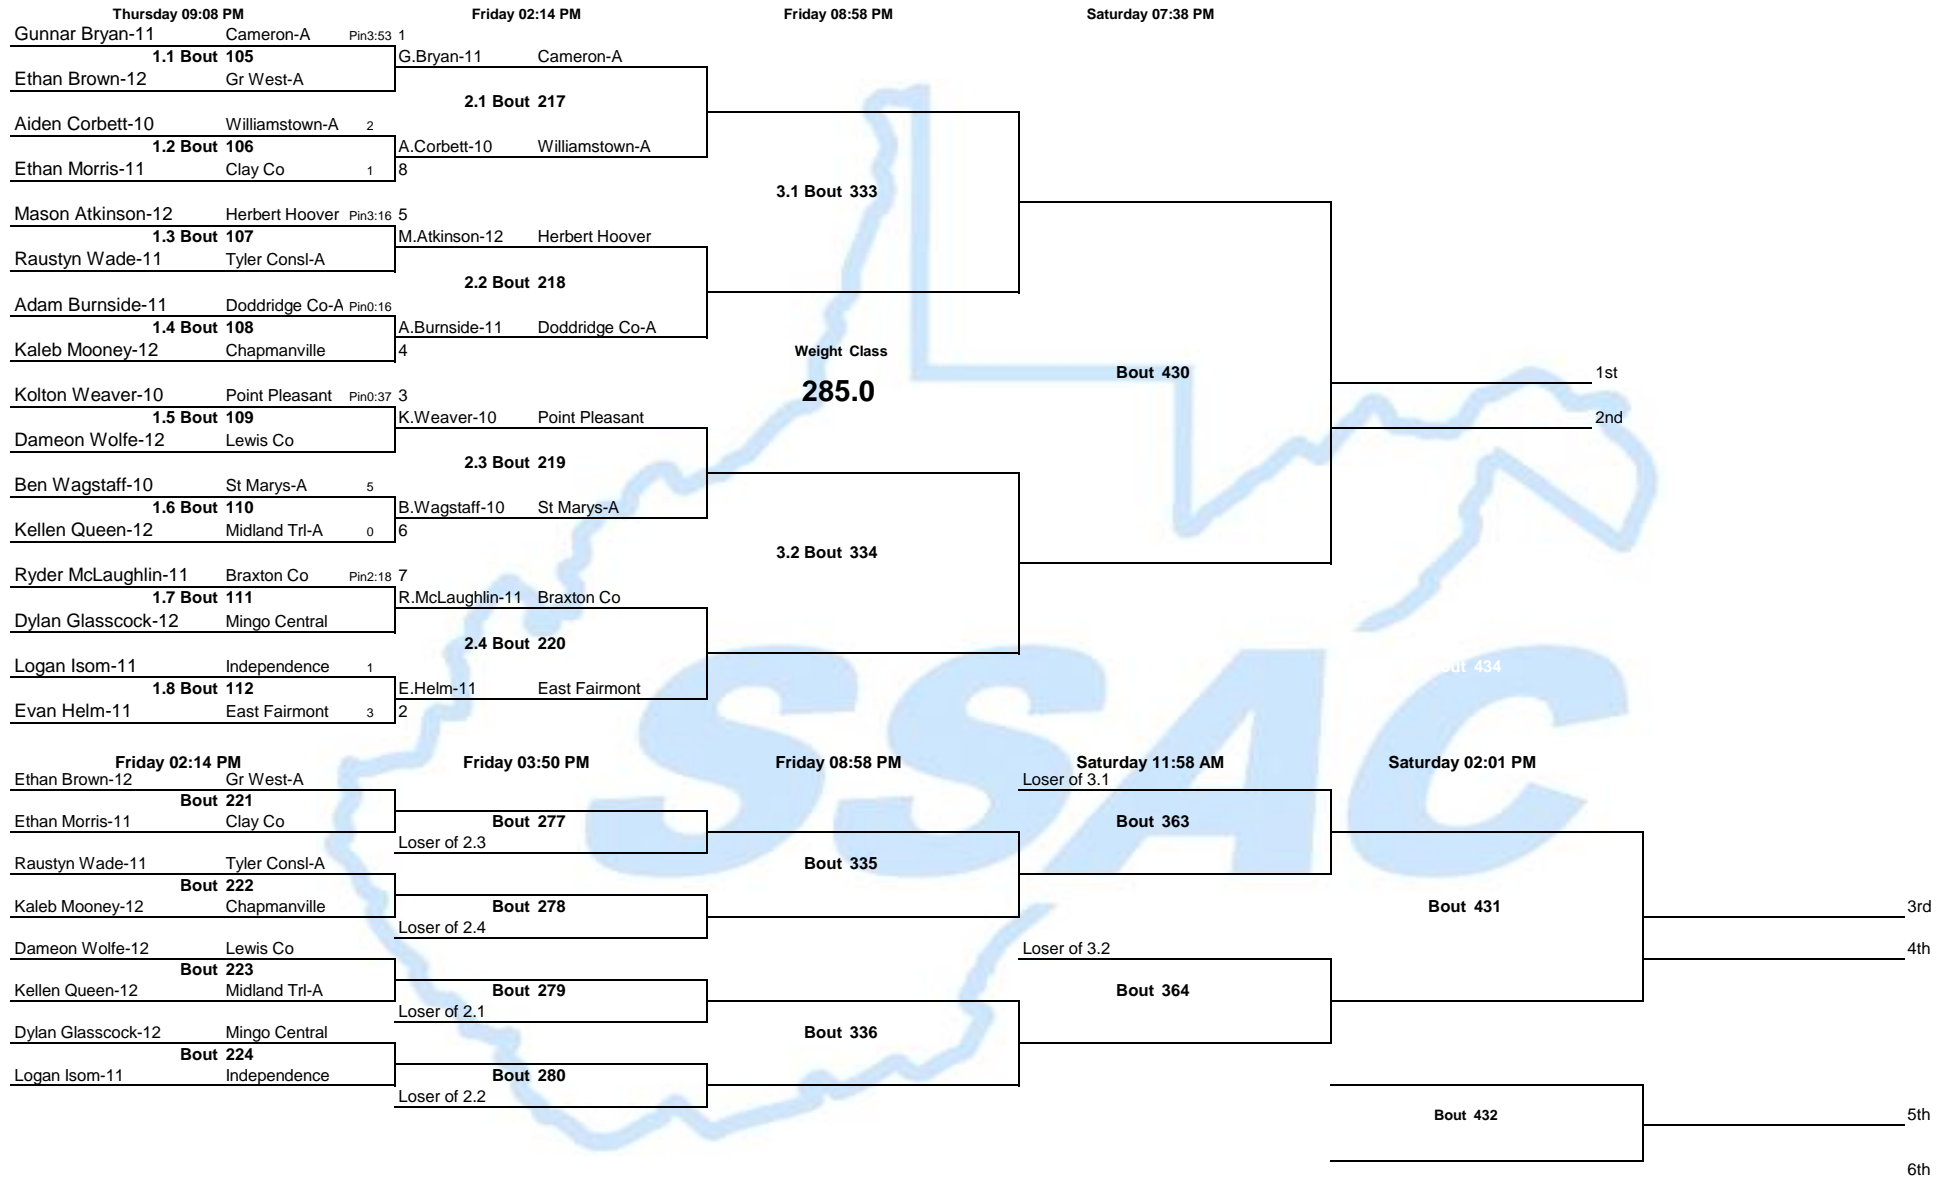 Thursday 09:08 PM Friday 02:14 PM Friday 08:58 PM Saturday 07:38 PM
Gunnar Bryan-11 Cameron-A Pin3:53 1
1.1 Bout 105 G.Bryan-11 Cameron-A
Ethan Brown-12 Gr West-A
2.1 Bout 217
Aiden Corbett-10 Williamstown-A 2
1.2 Bout 106 A.Corbett-10 Williamstown-A
Ethan Morris-11 Clay Co 1 8
3.1 Bout 333
Mason Atkinson-12 Herbert Hoover Pin3:16 5
1.3 Bout 107 M.Atkinson-12 Herbert Hoover
Raustyn Wade-11 Tyler Consl-A
2.2 Bout 218
Adam Burnside-11 Doddridge Co-A Pin0:16
1.4 Bout 108 A.Burnside-11 Doddridge Co-A
Kaleb Mooney-12 Chapmanville 4 Weight Class
Bout 430 1st
Kolton Weaver-10 Point Pleasant Pin0:37 3 285.0
1.5 Bout 109 K.Weaver-10 Point Pleasant 2nd
Dameon Wolfe-12 Lewis Co
2.3 Bout 219
Ben Wagstaff-10 St Marys-A 5
1.6 Bout 110 B.Wagstaff-10 St Marys-A
Kellen Queen-12 Midland Trl-A 0 6
3.2 Bout 334
Ryder McLaughlin-11 Braxton Co Pin2:18 7
1.7 Bout 111 R.McLaughlin-11 Braxton Co
Dylan Glasscock-12 Mingo Central
2.4 Bout 220
Logan Isom-11 Independence 1 434
1.8 Bout 112 E.Helm-11 East Fairmont
Evan Helm-11 East Fairmont 3 2
SSAC
Friday 02:14 PM Friday 03:50 PM Friday 08:58 PM Saturday 11:58 AM Saturday 02:01 PM
Ethan Brown-12 Gr West-A Loser of 3.1
Bout 221
Ethan Morris-11 Clay Co Bout 277 Bout 363
Loser of 2.3
Raustyn Wade-11 Tyler Consl-A Bout 335
Bout 222
Kaleb Mooney-12 Chapmanville Bout 278 Bout 431 3rd
Loser of 2.4
Dameon Wolfe-12 Lewis Co Loser of 3.2 4th
Bout 223
Kellen Queen-12 Midland Trl-A Bout 279 Bout 364
Loser of 2.1
Dylan Glasscock-12 Mingo Central Bout 336
Bout 224
Logan Isom-11 Independence Bout 280
Loser of 2.2
Bout 432 5th
6th